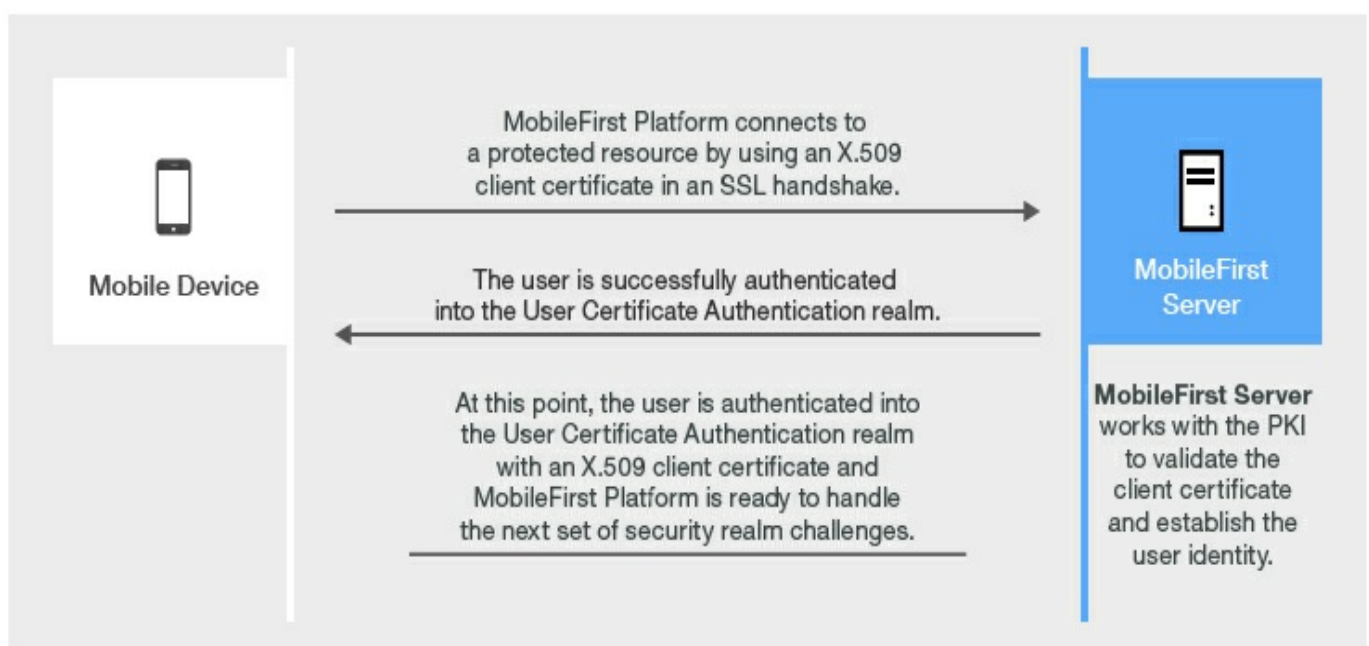 MobileFirst Platform connects to
a protected resource by using an X.509
client certificate in an SSL handshake.
Mobile Device
The user is successfully authenticated
into the User Certificate Authentication realm.
MobileFirst
Server
At this point, the user is authenticated into
the User Certificate Authentication realm
with an X.509 client certificate and
MobileFirst Platform is ready to handle
the next set of security realm challenges.
MobileFirst Server
works with the PKI
to validate the
client certificate
and establish the
user identity.